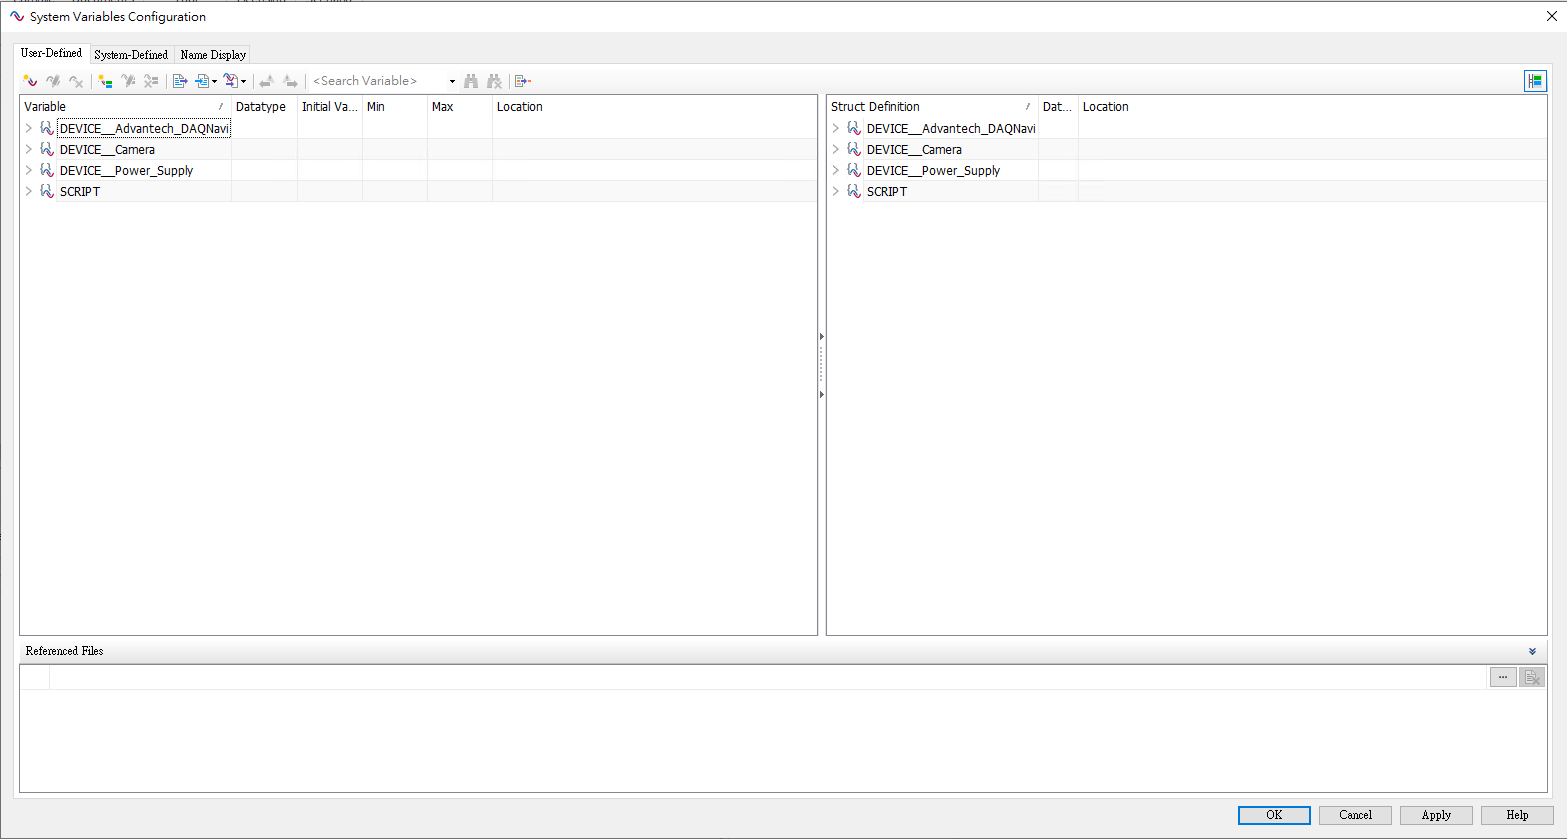 System Variables Configuration
User-Defined System-Defined Name Display
<Search Variable>
Variable Datatype Initial Va... Min Max Location
DEVICE__Advantech_DAQNavi
DEVICE__Camera
DEVICE__Power_Supply
SCRIPT
Struct Definition Dat... Location
DEVICE__Advantech_DAQNavi
DEVICE__Camera
DEVICE__Power_Supply
SCRIPT
Referenced Files
...
OK Cancel Apply Help